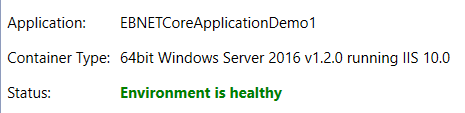 Application: EBNETCoreApplicationDemo1
Container Type: 64bit Windows Server 2016 v1.2.0 running IIS 10.0
Status: Environment is healthy